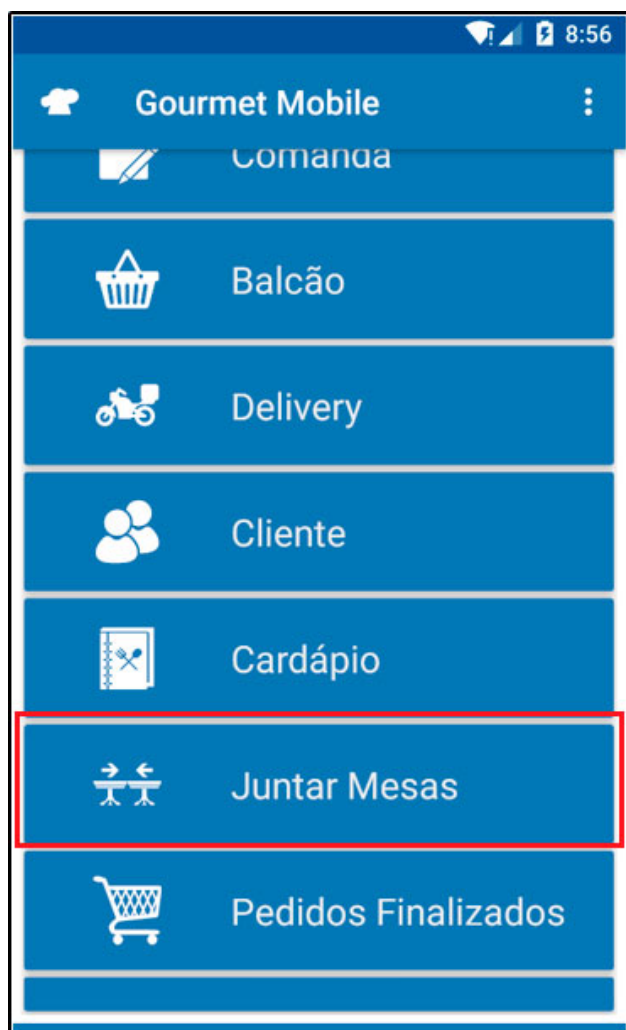 8:56
Gourmet Mobile
Comanda
Balcão
Delivery
Cliente
Cardápio
Juntar Mesas
Pedidos Finalizados